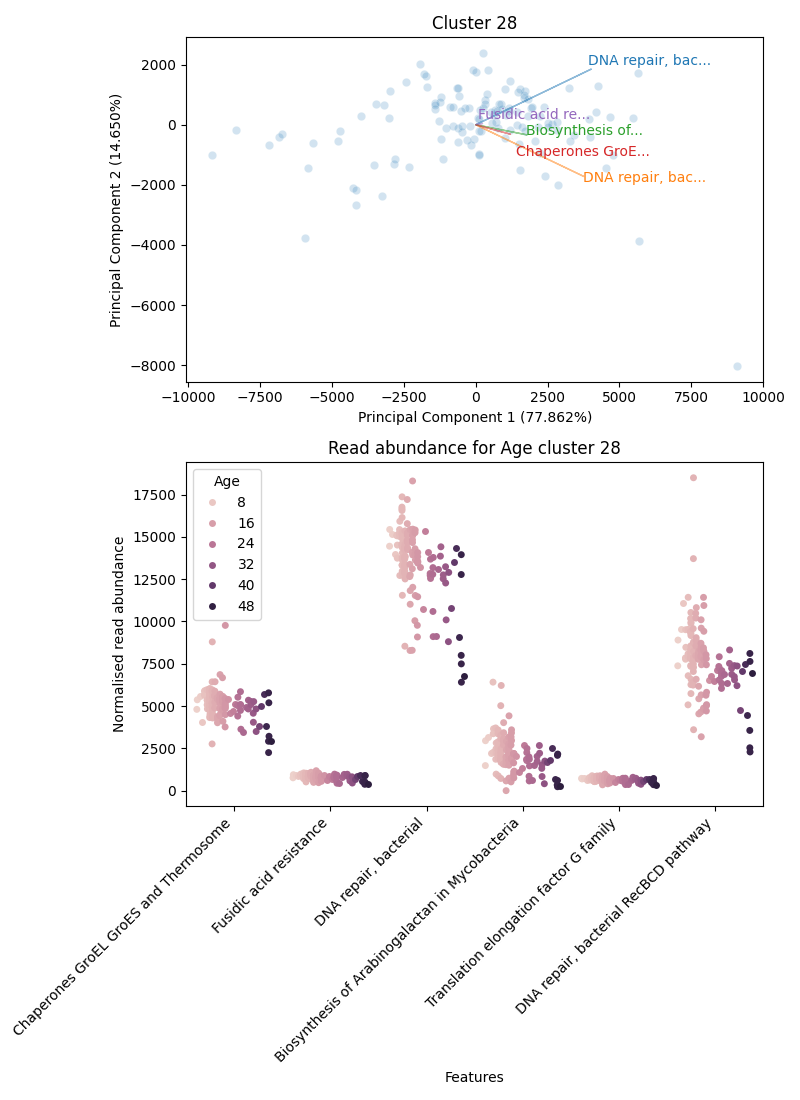 Cluster 28
Principal Component 2 (14.650%)
2000
0
−2000
−4000
−6000
−8000
DNA repair, bac...
Fusidic acid re...
Biosynthesis of...
Chaperones GroE...
DNA repair, bac...
−10000 −7500 −5000 −2500 0 2500 5000 7500 10000
Principal Component 1 (77.862%)
Read abundance for Age cluster 28
Normalised read abundance
17500
15000
12500
10000
7500
5000
2500
0
Age
8
16
24
32
40
48
Chaperones GroEL GroES and Thermosome
Fusidic acid resistance
DNA repair, bacterial
Biosynthesis of Arabinogalactan in Mycobacteria
Translation elongation factor G family
DNA repair, bacterial RecBCD pathway
Features